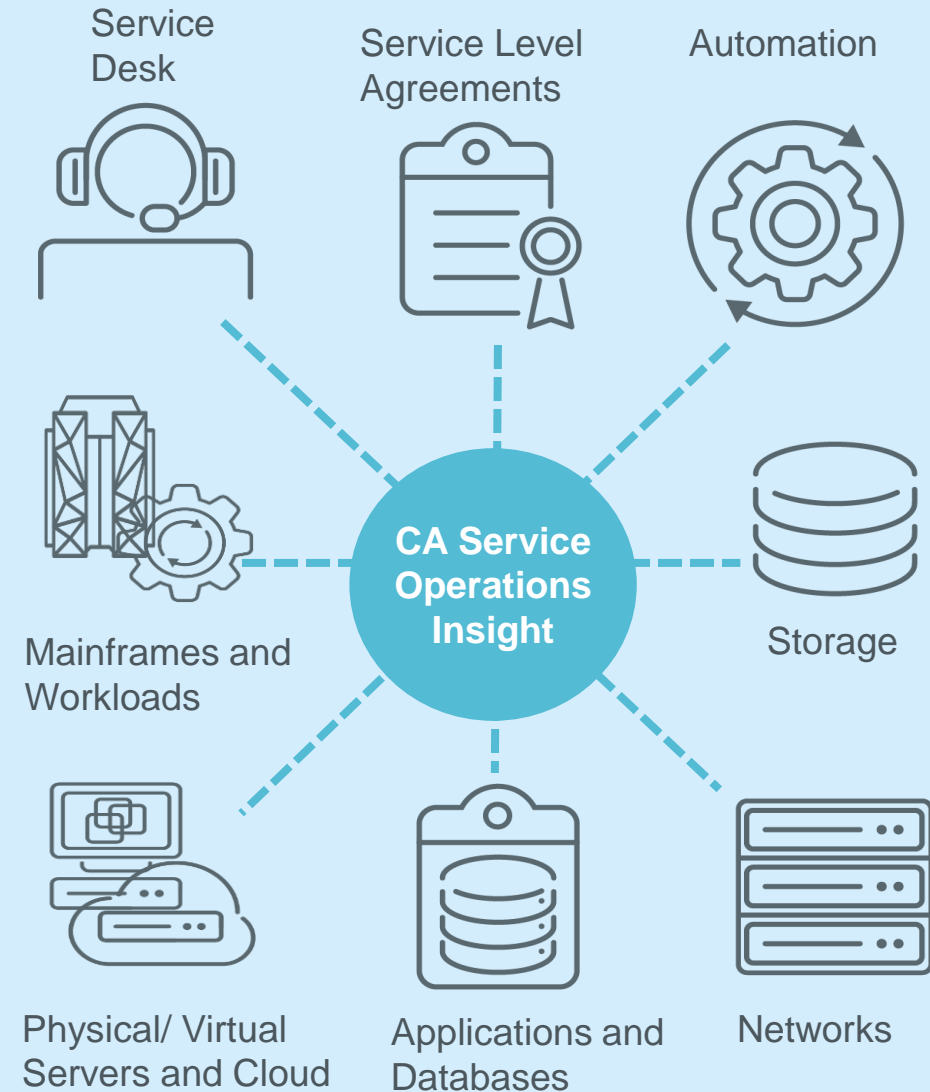 Service
Desk
Service Level
Agreements
Automation
CA Service
Operations
Insight
Mainframes and
Workloads
Storage
Physical/ Virtual
Servers and Cloud
Applications and
Databases
Networks